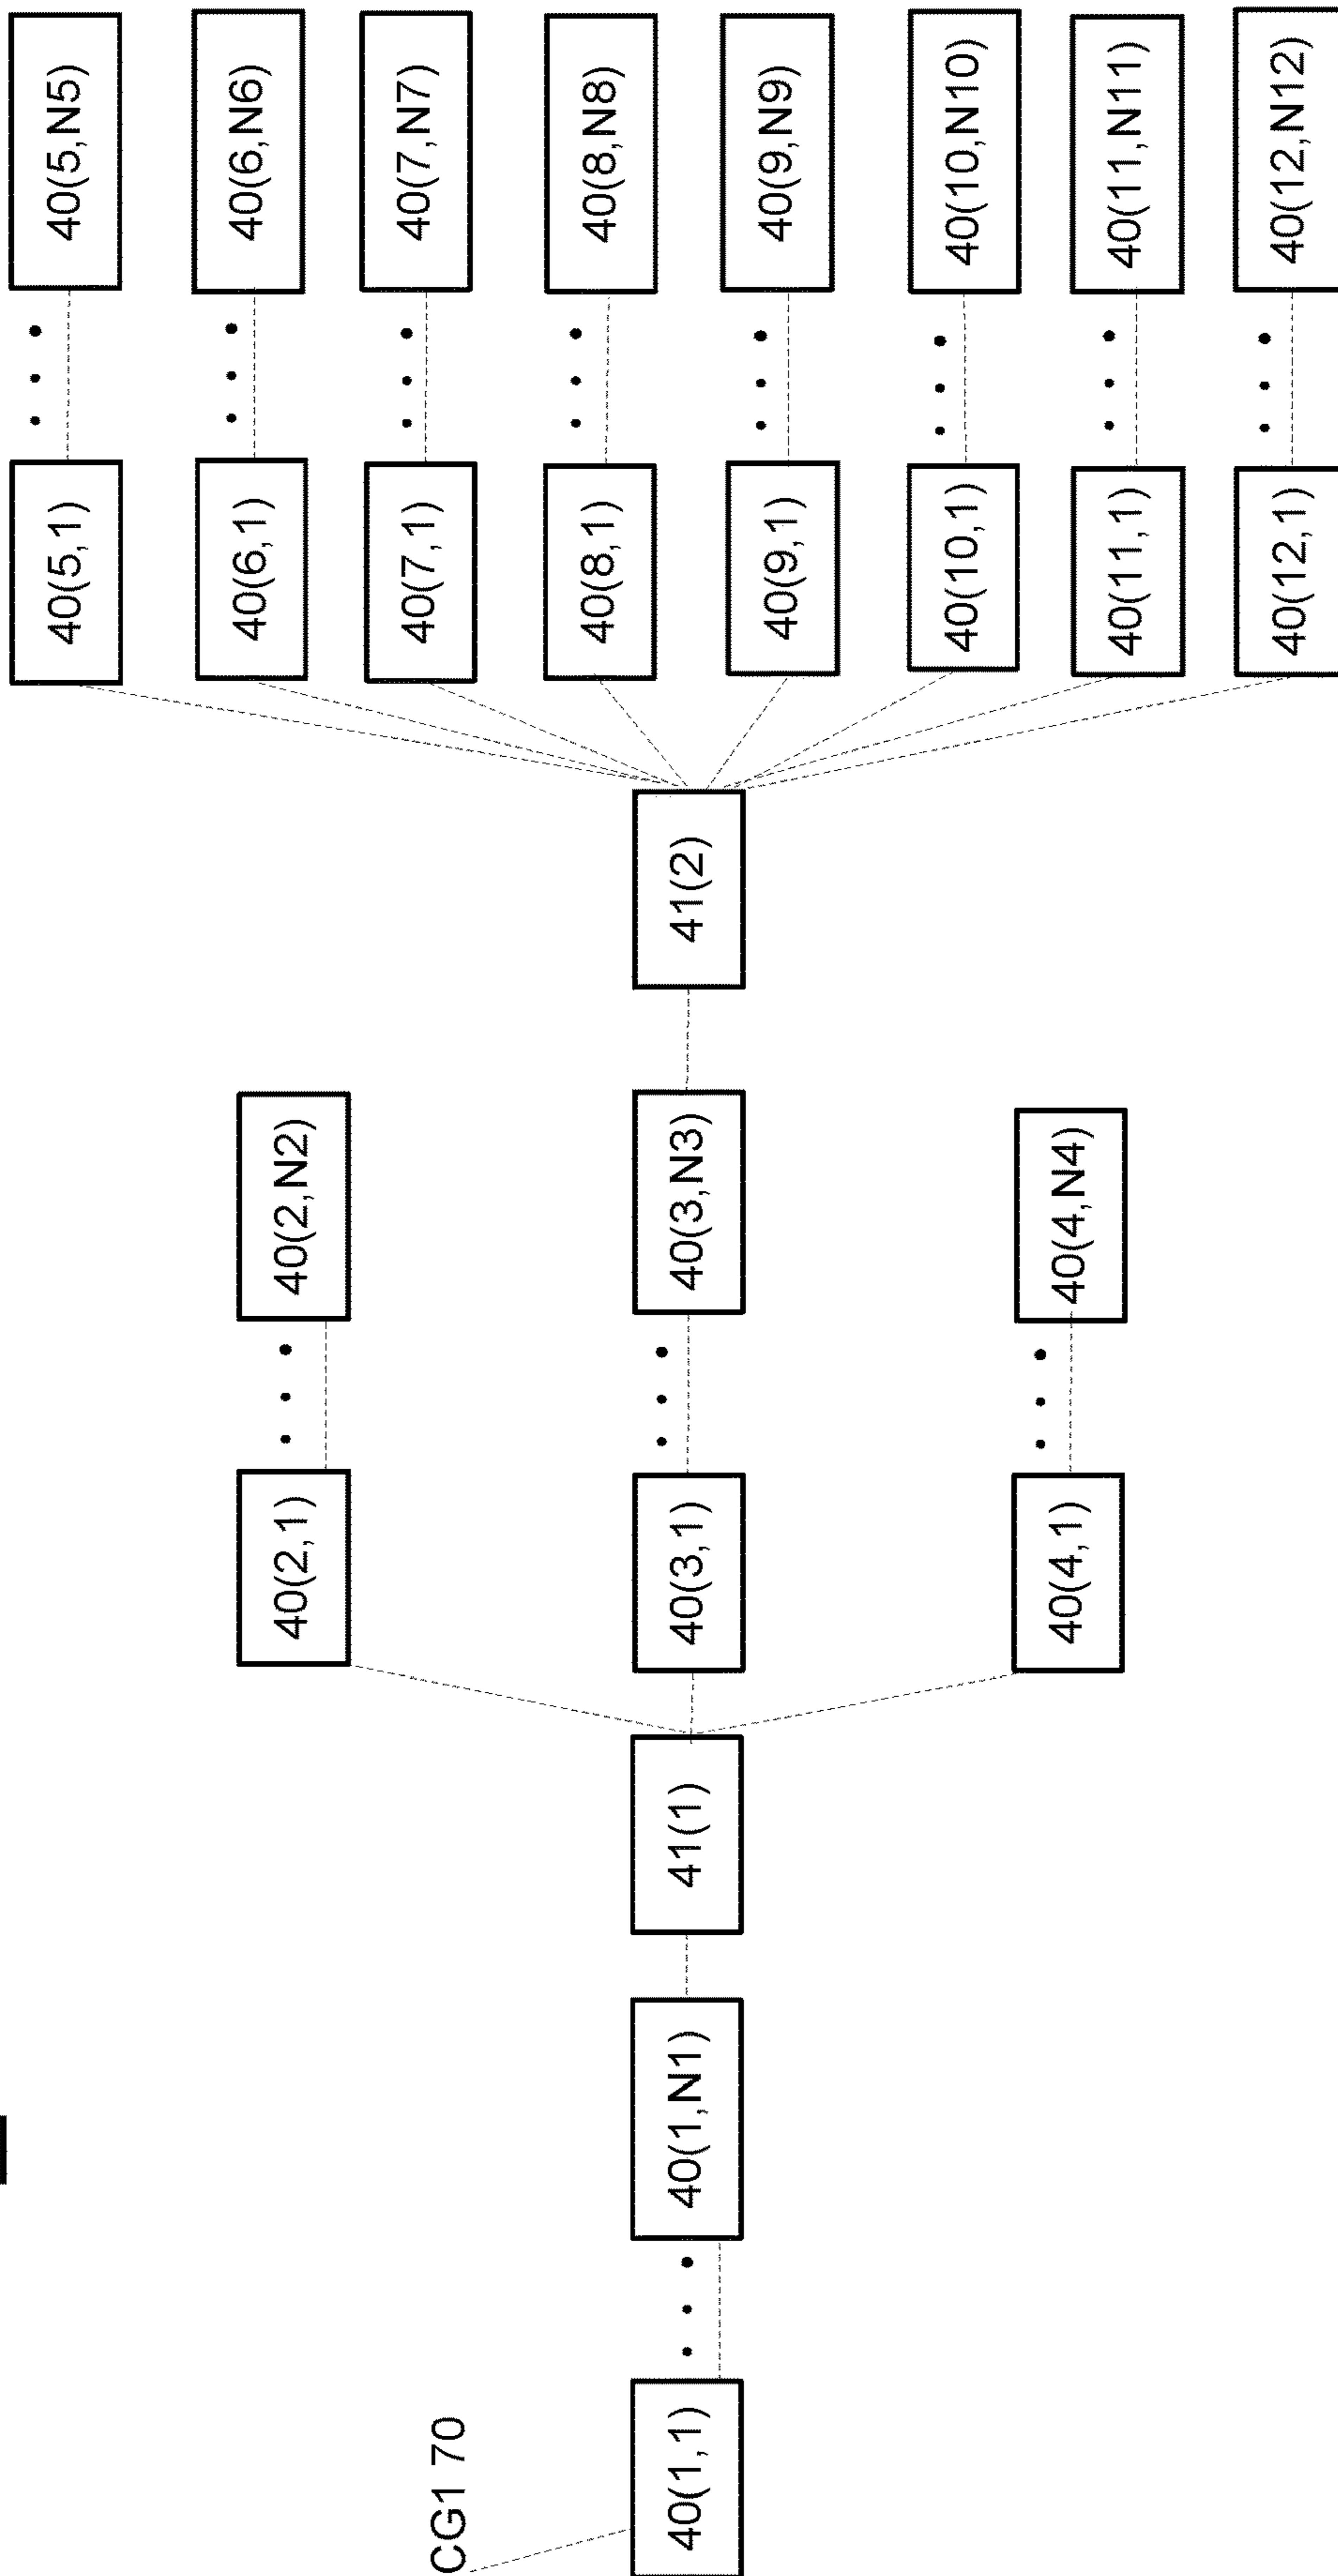 CG1 70
40(1,1)
40(1,N1)
41(1)
40(2,1)
40(2,N2)
40(3,1)
40(3,N3)
40(4,1)
40(4,N4)
41(2)
40(5,1)
40(5,N5)
40(6,1)
40(6,N6)
40(7,1)
40(7,N7)
40(8,1)
40(8,N8)
40(9,1)
40(9,N9)
40(10,1)
40(10,N10)
40(11,1)
40(11,N11)
40(12,1)
40(12,N12)